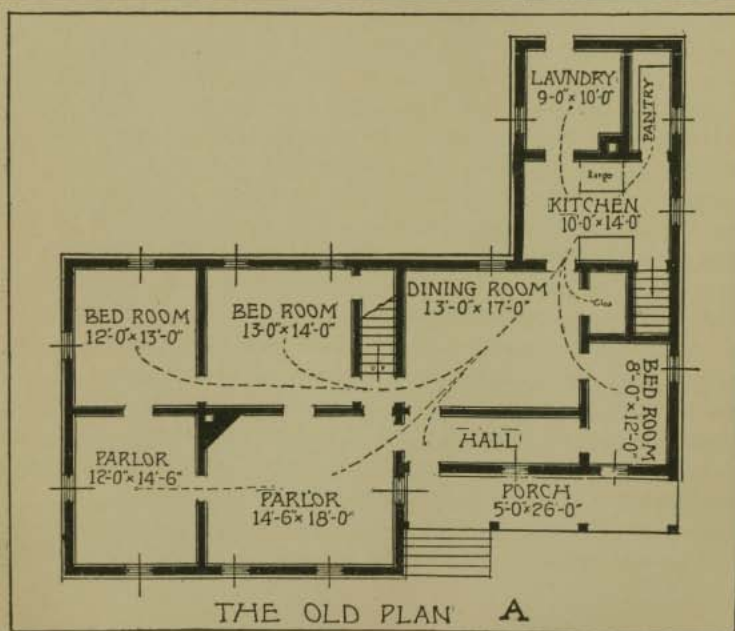 LAUNDRY
9'-0" x 10'-0"
PANTRY
Range
KITCHEN
10'-0" x 14'-0"
DINING ROOM
13'-0" x 17'-0"
Clos
BED ROOM
12'-0" x 13'-0"
BED ROOM
13'-0" x 14'-0"
BED ROOM
8'-0" x 12'-0"
HALL
PARLOR
12'-0" x 14'-6"
PARLOR
14'-6" x 18'-0"
PORCH
5'-0" x 26'-0"
THE OLD PLAN A